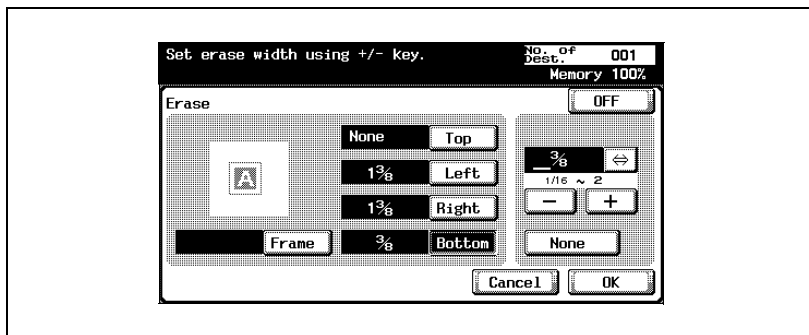 Set erase width using +/- key.
No. of Dest. 001
Memory 100%
Erase
OFF
None Top
1⅜ Left
1⅜ Right
Frame
⅜ Bottom
A
⅜ ⇔
1/16 ~ 2
− +
None
Cancel OK